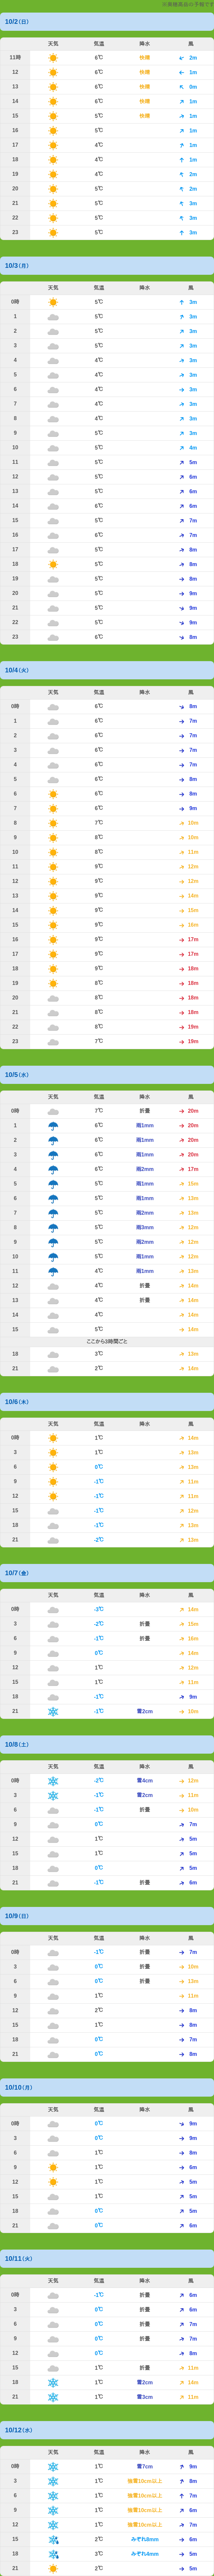 ※奥穂高岳の予報です
10/2(日)
天気 気温 降水 風
11時 6℃ 快晴 2m
12 6℃ 快晴 1m
13 6℃ 快晴 0m
14 6℃ 快晴 1m
15 5℃ 快晴 1m
16 5℃ 1m
17 4℃ 1m
18 4℃ 1m
19 4℃ 2m
20 5℃ 2m
21 5℃ 3m
22 5℃ 3m
23 5℃ 3m
10/3(月)
天気 気温 降水 風
0時 5℃ 3m
1 5℃ 3m
2 5℃ 3m
3 5℃ 3m
4 4℃ 3m
5 4℃ 3m
6 4℃ 3m
7 4℃ 3m
8 4℃ 3m
9 5℃ 3m
10 5℃ 4m
11 5℃ 5m
12 5℃ 6m
13 5℃ 6m
14 6℃ 6m
15 5℃ 7m
16 6℃ 7m
17 5℃ 8m
18 5℃ 8m
19 5℃ 8m
20 5℃ 9m
21 6℃ 9m
22 5℃ 9m
23 6℃ 8m
10/4(火)
天気 気温 降水 風
0時 6℃ 8m
1 6℃ 7m
2 6℃ 7m
3 6℃ 7m
4 6℃ 7m
5 6℃ 8m
6 6℃ 8m
7 6℃ 9m
8 7℃ 10m
9 8℃ 10m
10 8℃ 11m
11 9℃ 12m
12 9℃ 12m
13 9℃ 14m
14 9℃ 15m
15 9℃ 16m
16 9℃ 17m
17 9℃ 17m
18 9℃ 18m
19 8℃ 18m
20 8℃ 18m
21 8℃ 18m
22 8℃ 19m
23 7℃ 19m
10/5(水)
天気 気温 降水 風
0時 7℃ 折畳 20m
1 6℃ 雨1mm 20m
2 6℃ 雨1mm 20m
3 6℃ 雨1mm 20m
4 6℃ 雨2mm 17m
5 5℃ 雨1mm 15m
6 5℃ 雨1mm 13m
7 5℃ 雨2mm 13m
8 5℃ 雨3mm 12m
9 5℃ 雨2mm 12m
10 5℃ 雨1mm 12m
11 4℃ 雨1mm 13m
12 4℃ 折畳 14m
13 4℃ 折畳 14m
14 4℃ 14m
15 5℃ 14m
ここから3時間ごと
18 3℃ 13m
21 2℃ 14m
10/6(木)
天気 気温 降水 風
0時 1℃ 14m
3 1℃ 13m
6 0℃ 13m
9 -1℃ 11m
12 -1℃ 11m
15 -1℃ 12m
18 -1℃ 13m
21 -2℃ 13m
10/7(金)
天気 気温 降水 風
0時 -3℃ 14m
3 -2℃ 折畳 15m
6 -1℃ 折畳 16m
9 0℃ 14m
12 1℃ 12m
15 1℃ 11m
18 -1℃ 9m
21 -1℃ 雪2cm 10m
10/8(土)
天気 気温 降水 風
0時 -2℃ 雪4cm 12m
3 -1℃ 雪2cm 11m
6 -1℃ 折畳 10m
9 0℃ 7m
12 1℃ 5m
15 1℃ 5m
18 0℃ 5m
21 -1℃ 折畳 6m
10/9(日)
天気 気温 降水 風
0時 -1℃ 折畳 7m
3 0℃ 折畳 10m
6 0℃ 折畳 13m
9 1℃ 11m
12 2℃ 8m
15 1℃ 8m
18 0℃ 7m
21 0℃ 8m
10/10(月)
天気 気温 降水 風
0時 0℃ 9m
3 0℃ 9m
6 1℃ 8m
9 1℃ 6m
12 1℃ 5m
15 1℃ 5m
18 0℃ 5m
21 0℃ 6m
10/11(火)
天気 気温 降水 風
0時 -1℃ 折畳 6m
3 0℃ 折畳 6m
6 0℃ 折畳 7m
9 0℃ 折畳 7m
12 0℃ 8m
15 1℃ 折畳 11m
18 1℃ 雪2cm 14m
21 1℃ 雪3cm 11m
10/12(水)
天気 気温 降水 風
0時 1℃ 雪7cm 9m
3 1℃ 強雪10cm以上 8m
6 1℃ 強雪10cm以上 7m
9 1℃ 強雪10cm以上 6m
12 1℃ 強雪10cm以上 7m
15 2℃ みぞれ8mm 6m
18 3℃ みぞれ4mm 5m
21 2℃ 5m